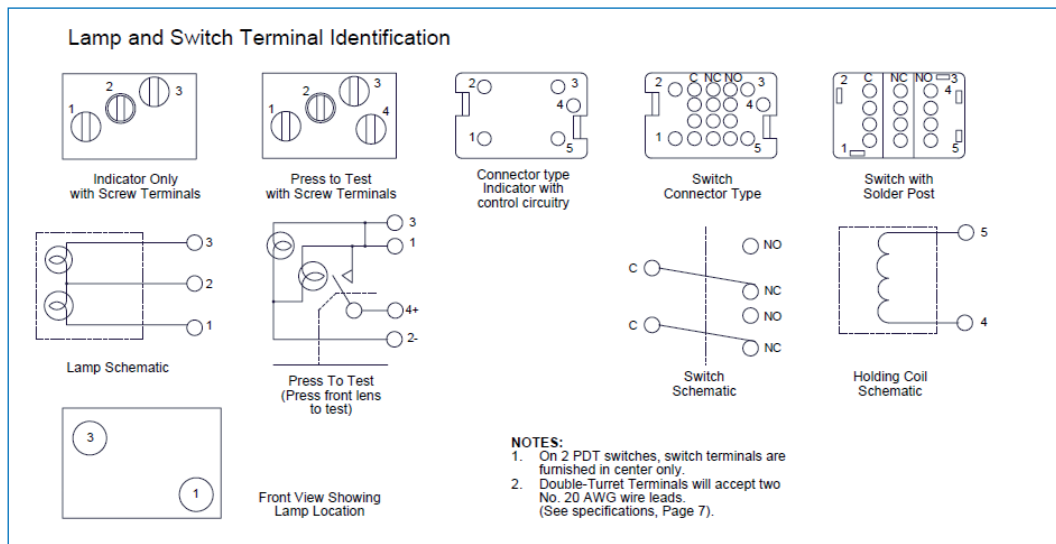 Lamp and Switch Terminal Identification
1 2 3
Indicator Only
with Screw Terminals
1 2 3 4
Press to Test
with Screw Terminals
2 3
4
1 5
Connector type
Indicator with
control circuitry
2 C NC NO 3
4
1 5
Switch
Connector Type
2 C NC NO 3
4
1 5
Switch with
Solder Post
3
2
1
Lamp Schematic
3
1
4+
2-
Press To Test
(Press front lens
to test)
NO
C
NC
NO
C
NC
Switch
Schematic
5
4
Holding Coil
Schematic
3
1
Front View Showing
Lamp Location
NOTES:
1. On 2 PDT switches, switch terminals are
furnished in center only.
2. Double-Turret Terminals will accept two
No. 20 AWG wire leads.
(See specifications, Page 7).